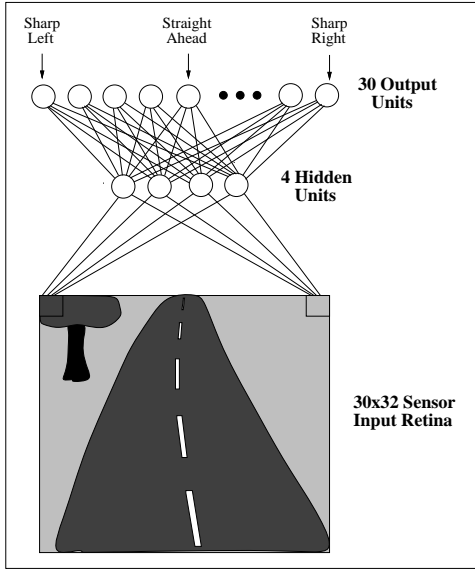 Sharp
Left
Straight
Ahead
Sharp
Right
30 Output
Units
4 Hidden
Units
30x32 Sensor
Input Retina